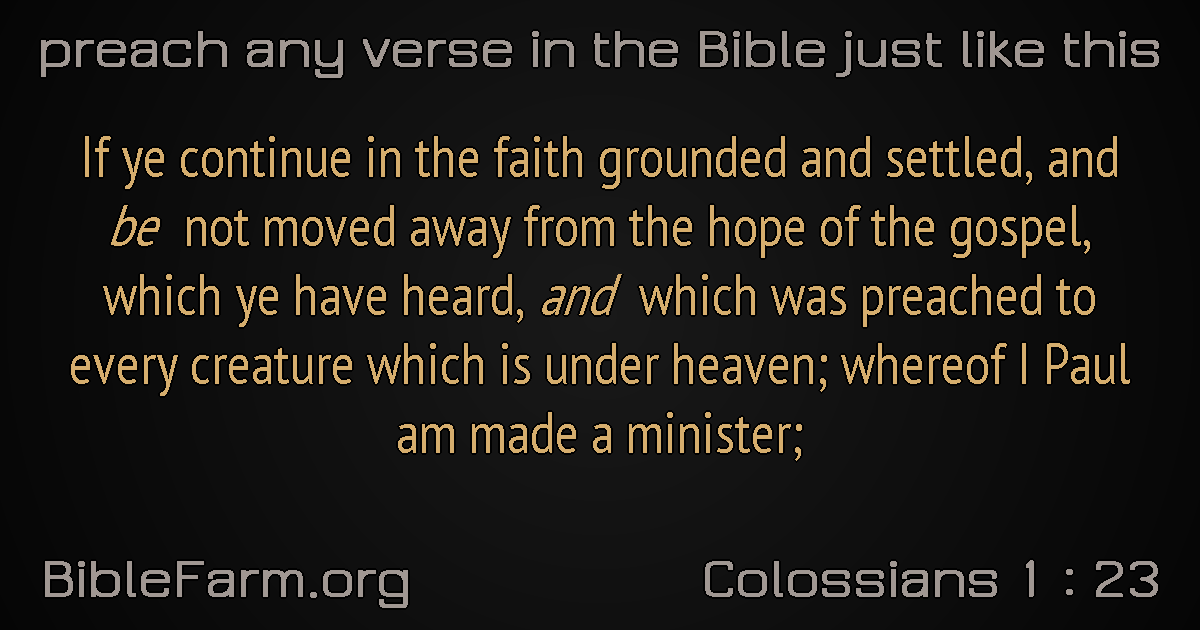 preach any verse in the Bible just like this
If ye continue in the faith grounded and settled, and
be not moved away from the hope of the gospel,
which ye have heard, and which was preached to
every creature which is under heaven; whereof I Paul
am made a minister;
BibleFarm.org
Colossians 1 : 23